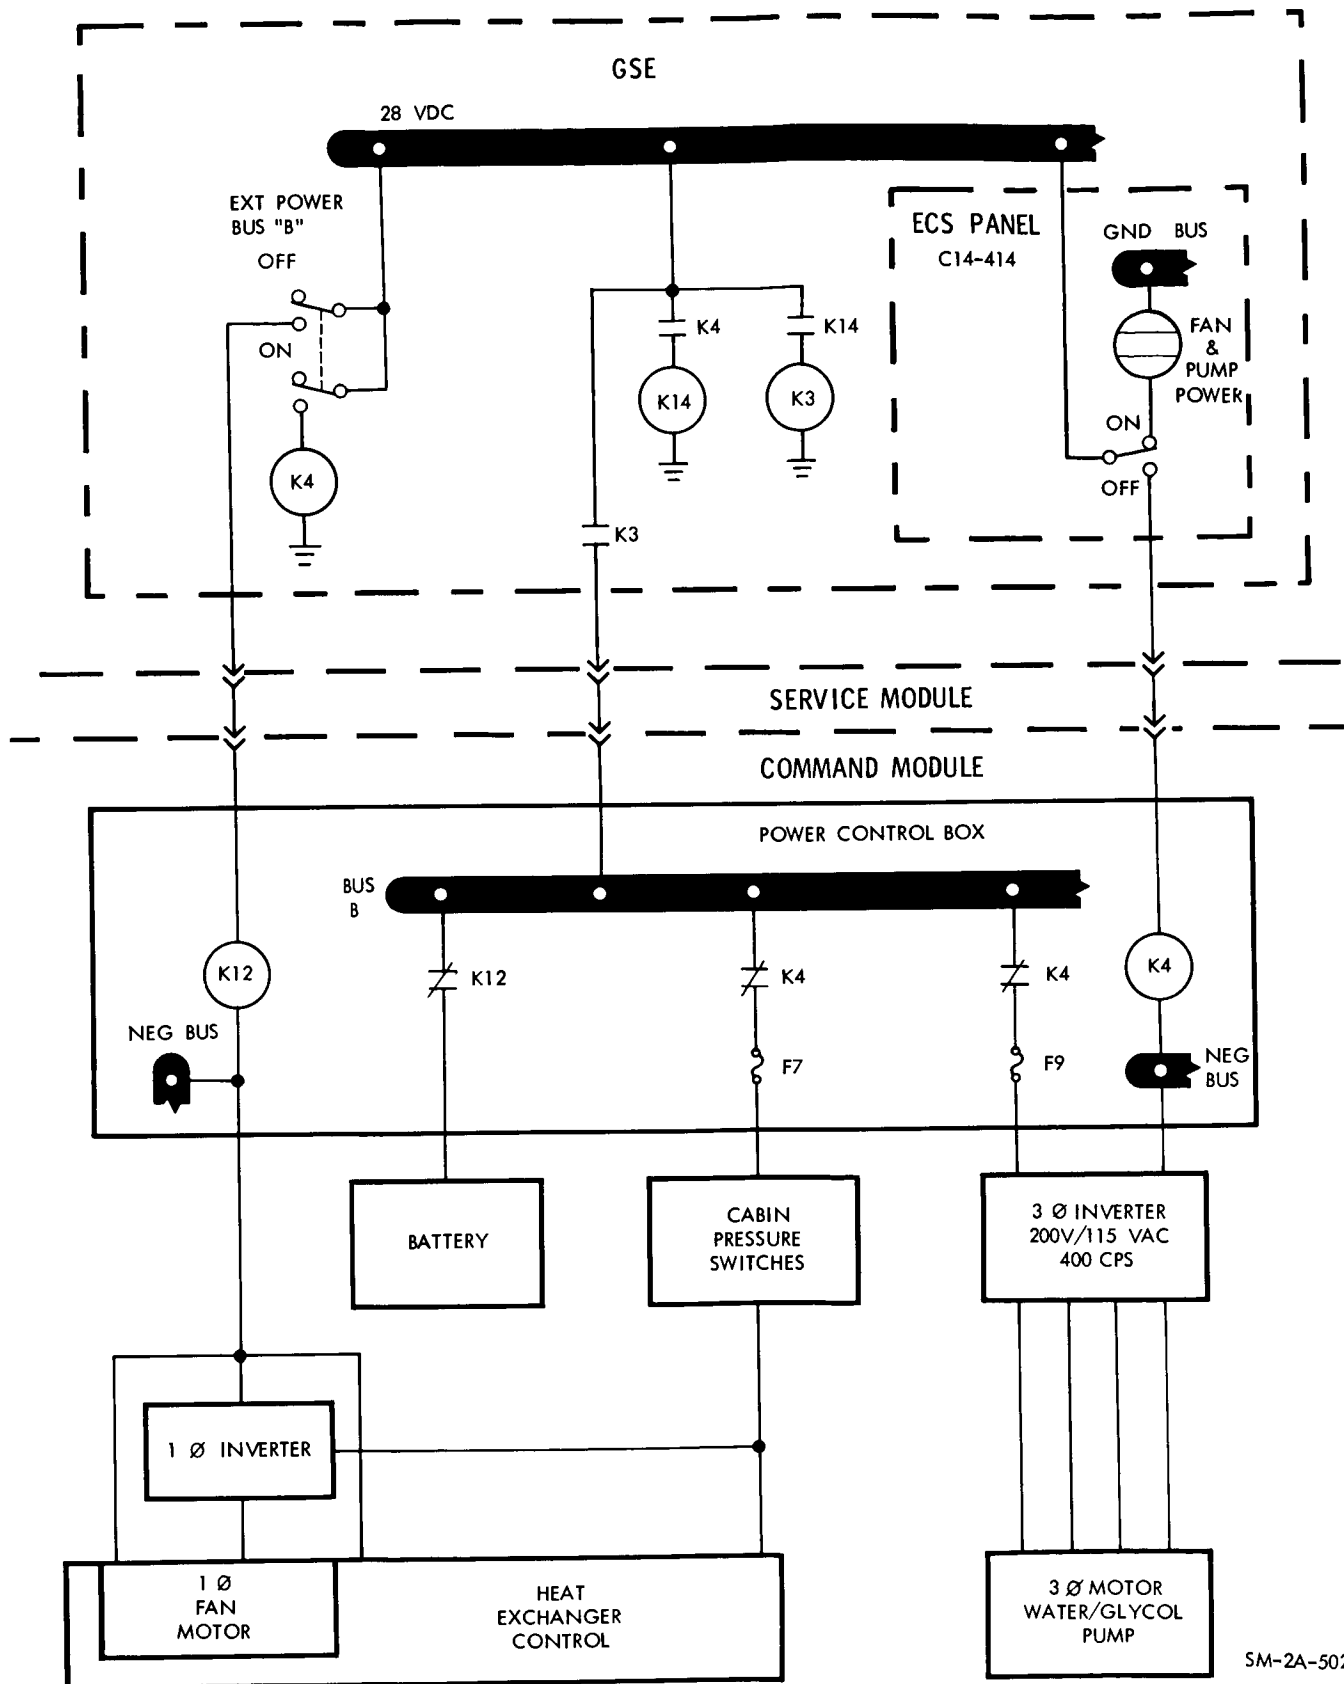 GSE
28 VDC
EXT POWER
BUS "B"
OFF
ON
K4
K4
K14
K14
K3
K3
ECS PANEL
C14-414
GND BUS
FAN
&
PUMP
POWER
ON
OFF
SERVICE MODULE
COMMAND MODULE
POWER CONTROL BOX
BUS
B
K12
K12
K4
K4
K4
NEG BUS
F7
F9
NEG
BUS
BATTERY
CABIN
PRESSURE
SWITCHES
3 Ø INVERTER
200V/115 VAC
400 CPS
1 Ø INVERTER
1 Ø
FAN
MOTOR
HEAT
EXCHANGER
CONTROL
3 Ø MOTOR
WATER/GLYCOL
PUMP
SM-2A-502